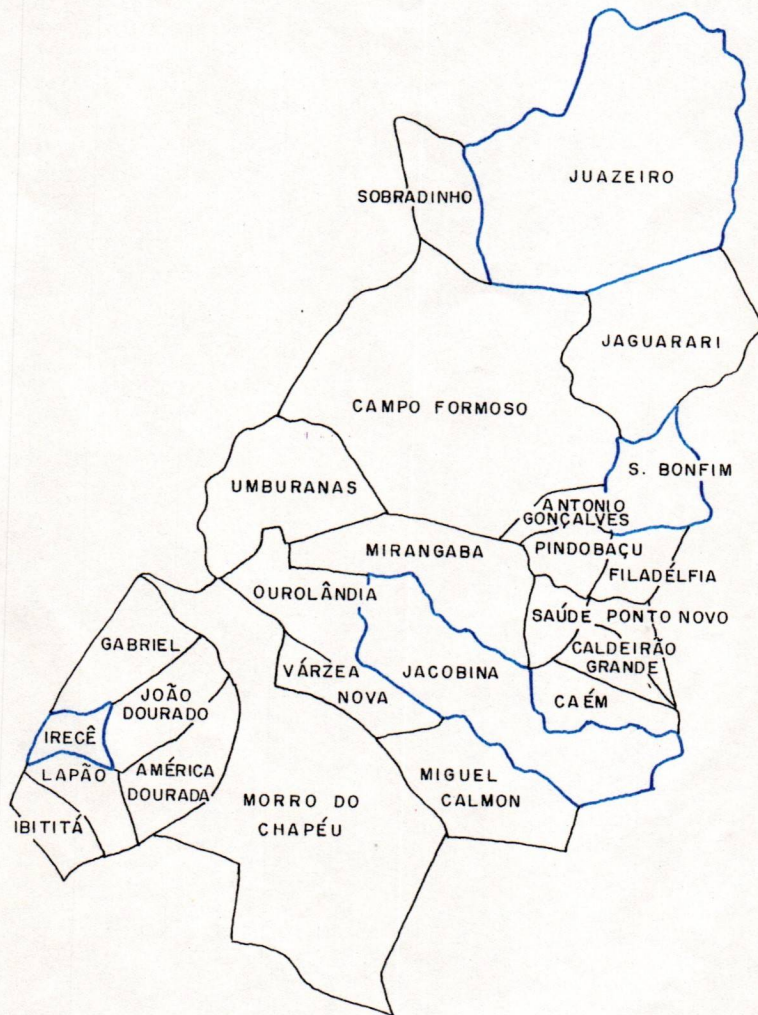 JUAZEIRO
SOBRADINHO
JAGUARARI
CAMPO FORMOSO
S. BONFIM
UMBURANAS
ANTONIO
GONÇALVES
MIRANGABA
PINDOBAÇU
FILADÉLFIA
OUROLÂNDIA
SAÚDE
PONTO NOVO
GABRIEL
CALDEIRÃO
GRANDE
VÁRZEA
NOVA
JACOBINA
CAÉM
JOÃO
DOURADO
IRECÊ
LAPÃO
AMÉRICA
DOURADA
MIGUEL
CALMON
MORRO DO
CHAPÉU
IBITITÁ